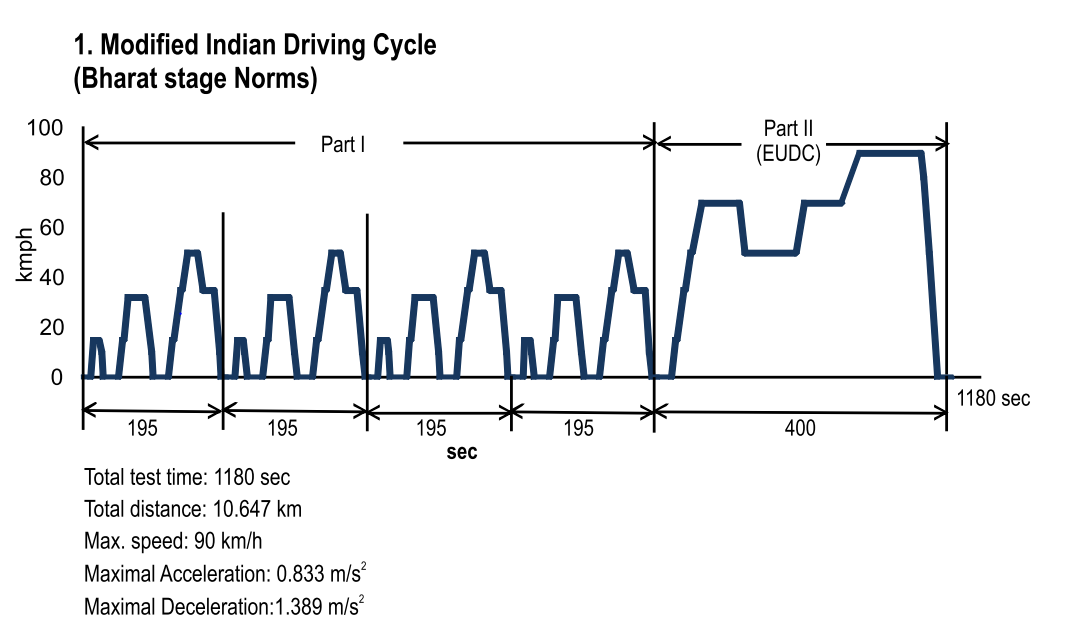 1. Modified Indian Driving Cycle
(Bharat stage Norms)
Part I
Part II
(EUDC)
100
80
60
40
20
0
kmph
1180 sec
195
195
195
195
400
sec
Total test time: 1180 sec
Total distance: 10.647 km
Max. speed: 90 km/h
Maximal Acceleration: 0.833 m/s²
Maximal Deceleration:1.389 m/s²